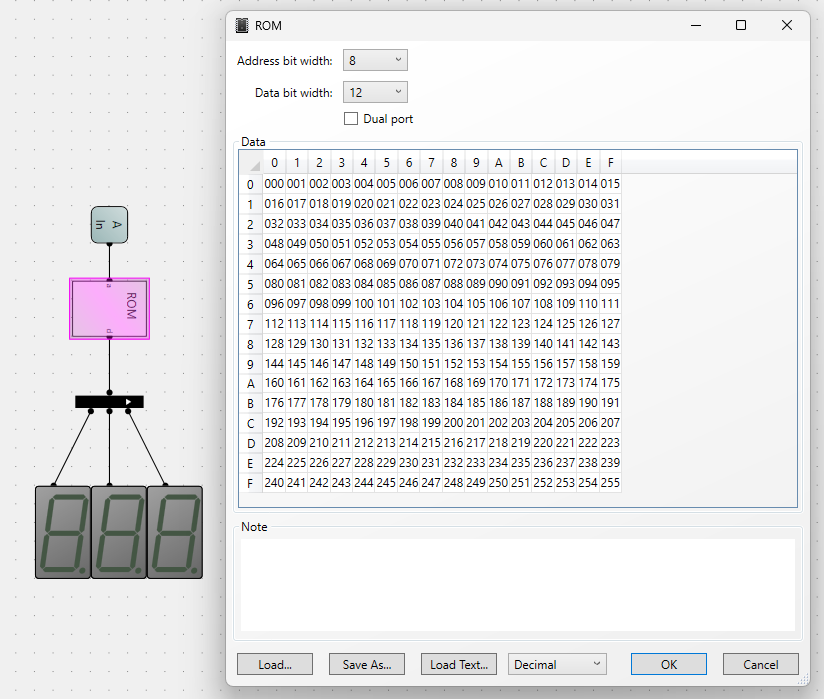 ROM
Address bit width: 8
Data bit width: 12
Dual port
Data
0 1 2 3 4 5 6 7 8 9 A B C D E F
0 000 001 002 003 004 005 006 007 008 009 010 011 012 013 014 015
1 016 017 018 019 020 021 022 023 024 025 026 027 028 029 030 031
2 032 033 034 035 036 037 038 039 040 041 042 043 044 045 046 047
3 048 049 050 051 052 053 054 055 056 057 058 059 060 061 062 063
4 064 065 066 067 068 069 070 071 072 073 074 075 076 077 078 079
5 080 081 082 083 084 085 086 087 088 089 090 091 092 093 094 095
6 096 097 098 099 100 101 102 103 104 105 106 107 108 109 110 111
7 112 113 114 115 116 117 118 119 120 121 122 123 124 125 126 127
8 128 129 130 131 132 133 134 135 136 137 138 139 140 141 142 143
9 144 145 146 147 148 149 150 151 152 153 154 155 156 157 158 159
A 160 161 162 163 164 165 166 167 168 169 170 171 172 173 174 175
B 176 177 178 179 180 181 182 183 184 185 186 187 188 189 190 191
C 192 193 194 195 196 197 198 199 200 201 202 203 204 205 206 207
D 208 209 210 211 212 213 214 215 216 217 218 219 220 221 222 223
E 224 225 226 227 228 229 230 231 232 233 234 235 236 237 238 239
F 240 241 242 243 244 245 246 247 248 249 250 251 252 253 254 255
Note
Load... Save As... Load Text... Decimal OK Cancel
A
In
a
ROM
d